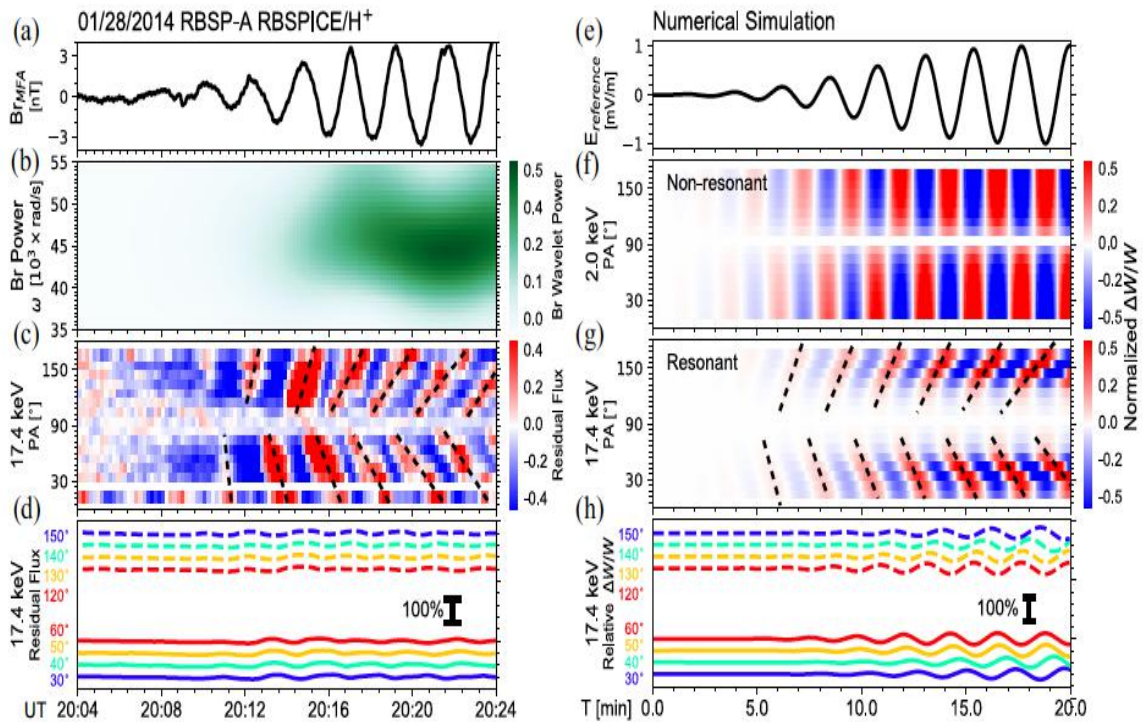 01/28/2014 RBSP-A RBSPICE/H⁺
(a)
Br_MFA
[nT]
3
0
-3
(b)
Br Power
ω [10³ × rad/s]
55
50
45
40
35
0.5
0.4
0.2
0.1
0.0
Br Wavelet Power
(c)
17.4 keV
PA [°]
150
90
30
0.4
0.2
0.0
-0.2
-0.4
Residual Flux
(d)
17.4 keV
Residual Flux
150°
140°
130°
120°
60°
50°
40°
30°
100%
UT 20:04 20:08 20:12 20:16 20:20 20:24
Numerical Simulation
(e)
E_reference
[mV/m]
1
0
-1
(f)
Non-resonant
2.0 keV
PA [°]
150
90
30
0.5
0.2
0.0
-0.2
-0.5
(g)
Resonant
17.4 keV
PA [°]
150
90
30
0.5
0.2
0.0
-0.2
-0.5
Normalized ΔW/W
(h)
17.4 keV
Relative ΔW/W
150°
140°
130°
120°
60°
50°
40°
30°
100%
T [min] 0.0 5.0 10.0 15.0 20.0